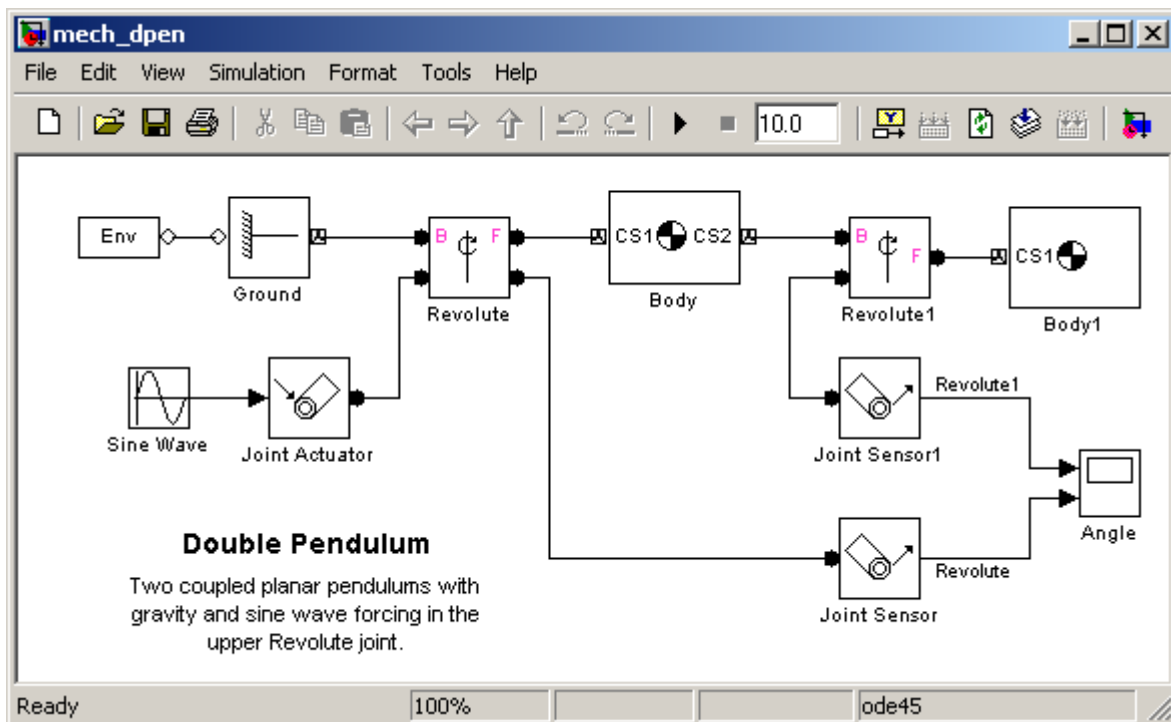 mech_dpen
File Edit View Simulation Format Tools Help
10.0
Env
Ground
B F
Revolute
CS1 CS2
Body
B F
Revolute1
CS1
Body1
Sine Wave
Joint Actuator
Revolute1
Joint Sensor1
Angle
Revolute
Joint Sensor
Double Pendulum
Two coupled planar pendulums with
gravity and sine wave forcing in the
upper Revolute joint.
Ready 100% ode45